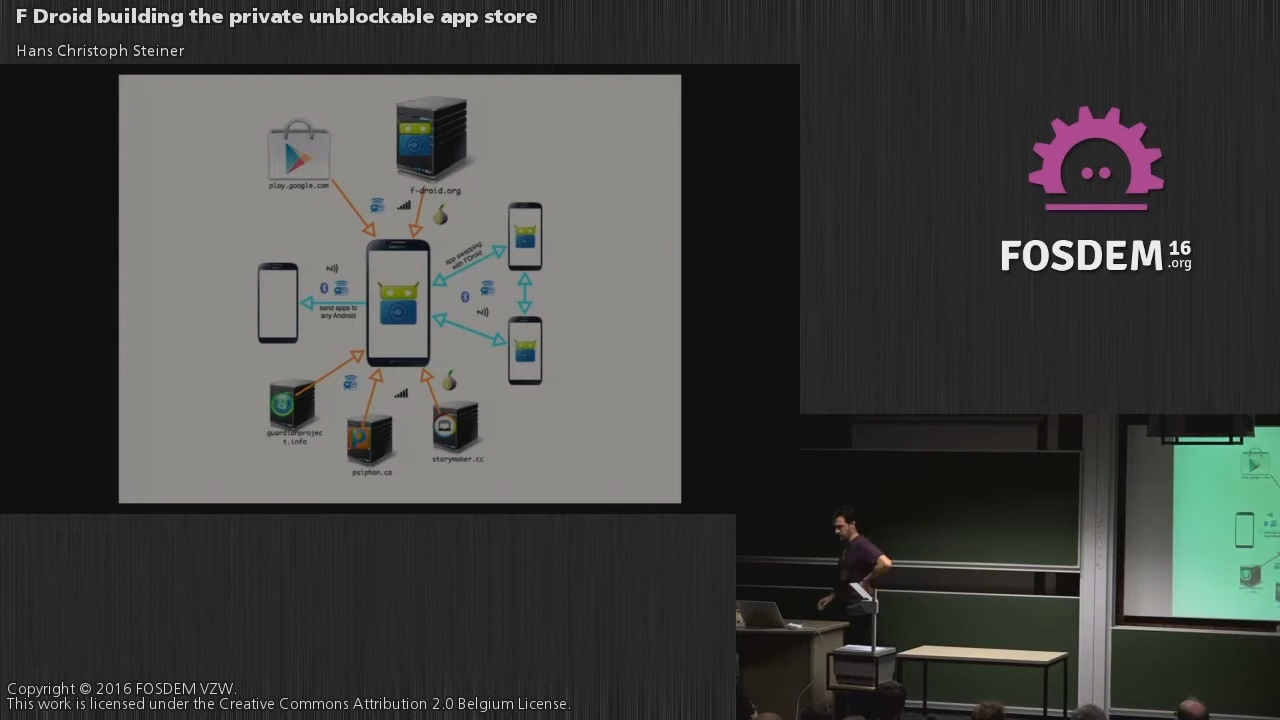 F Droid building the private unblockable app store
Hans Christoph Steiner
play.google.com
f-droid.org
app swapping
with FDroid
send apps to
any Android
guardianprojec
t.info
psiphon.ca
storymaker.cc
FOSDEM 16
.org
Copyright © 2016 FOSDEM VZW.
This work is licensed under the Creative Commons Attribution 2.0 Belgium License.